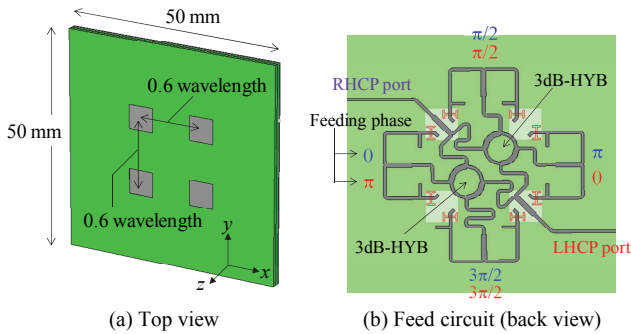 50 mm
0.6 wavelength
50 mm
0.6 wavelength
y
x
z
(a) Top view
π/2
π/2
3dB-HYB
RHCP port
Feeding phase
0
π
π
0
3dB-HYB
LHCP port
3π/2
3π/2
(b) Feed circuit (back view)